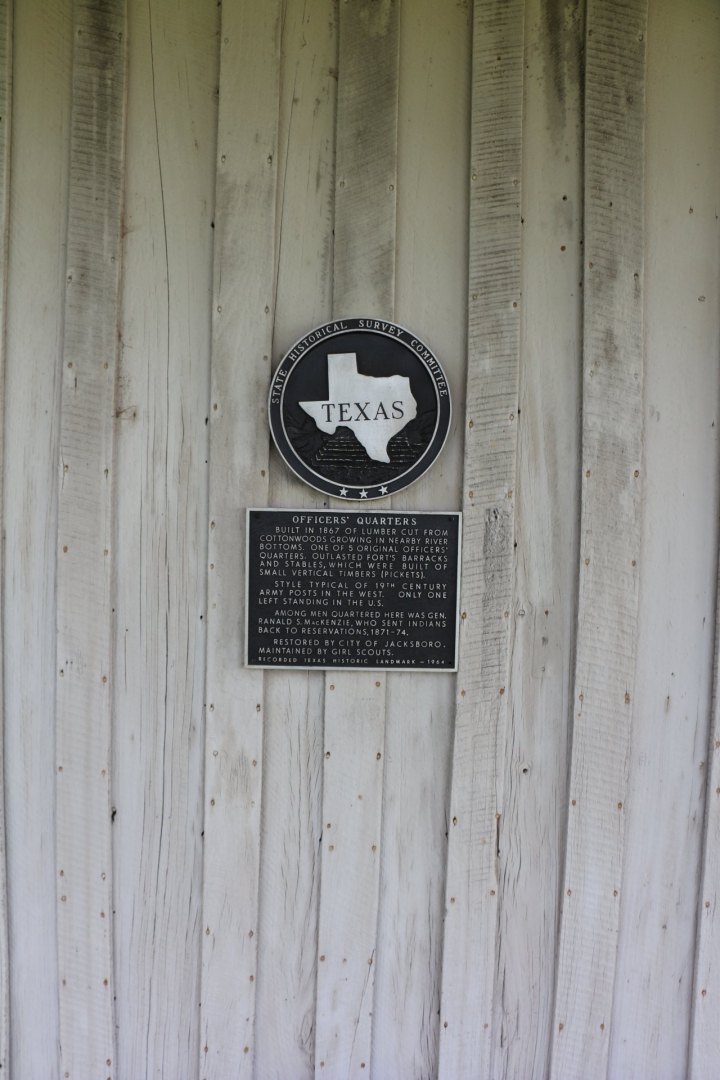 STATE HISTORICAL SURVEY COMMITTEE
TEXAS
OFFICERS' QUARTERS
BUILT IN 1867 OF LUMBER CUT FROM
COTTONWOODS GROWING IN NEARBY RIVER
BOTTOMS. ONE OF 5 ORIGINAL OFFICERS'
QUARTERS. OUTLASTED FORT'S BARRACKS
AND STABLES, WHICH WERE BUILT OF
SMALL VERTICAL TIMBERS (PICKETS).
STYLE TYPICAL OF 19TH CENTURY
ARMY POSTS IN THE WEST. ONLY ONE
LEFT STANDING IN THE U.S.
AMONG MEN QUARTERED HERE WAS GEN.
RANALD S. MACKENZIE, WHO SENT INDIANS
BACK TO RESERVATIONS, 1871-74.
RESTORED BY CITY OF JACKSBORO.
MAINTAINED BY GIRL SCOUTS.
RECORDED TEXAS HISTORIC LANDMARK - 1964